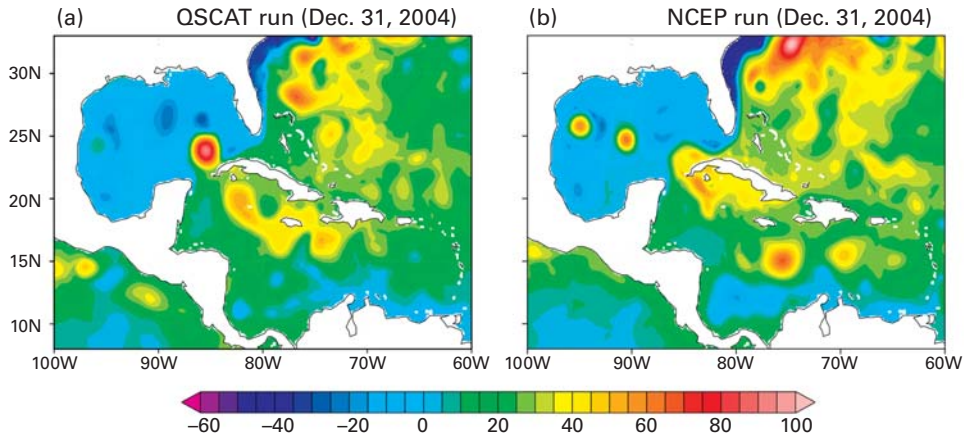 (a) QSCAT run (Dec. 31, 2004)
(b) NCEP run (Dec. 31, 2004)
30N
25N
20N
15N
10N
100W 90W 80W 70W 60W 100W 90W 80W 70W 60W
−60 −40 −20 0 20 40 60 80 100